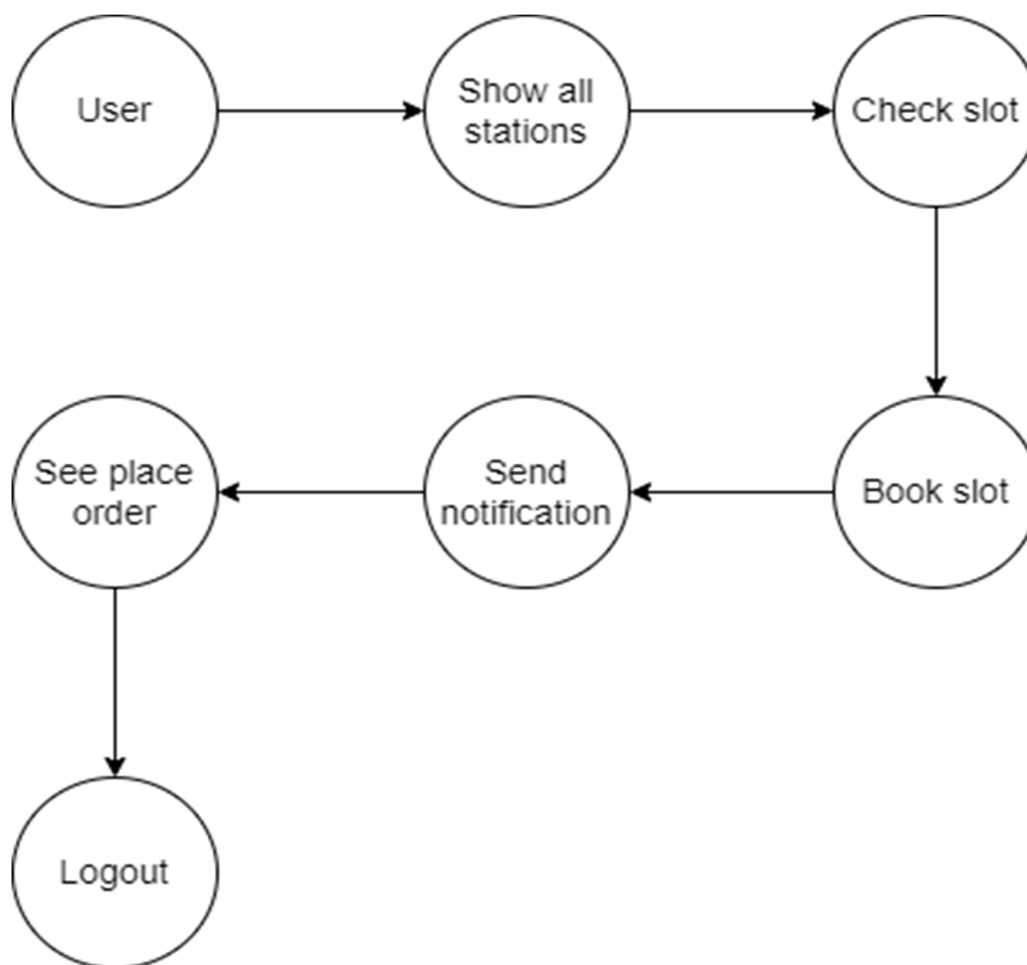 User
Show all
stations
Check slot
See place
order
Send
notification
Book slot
Logout